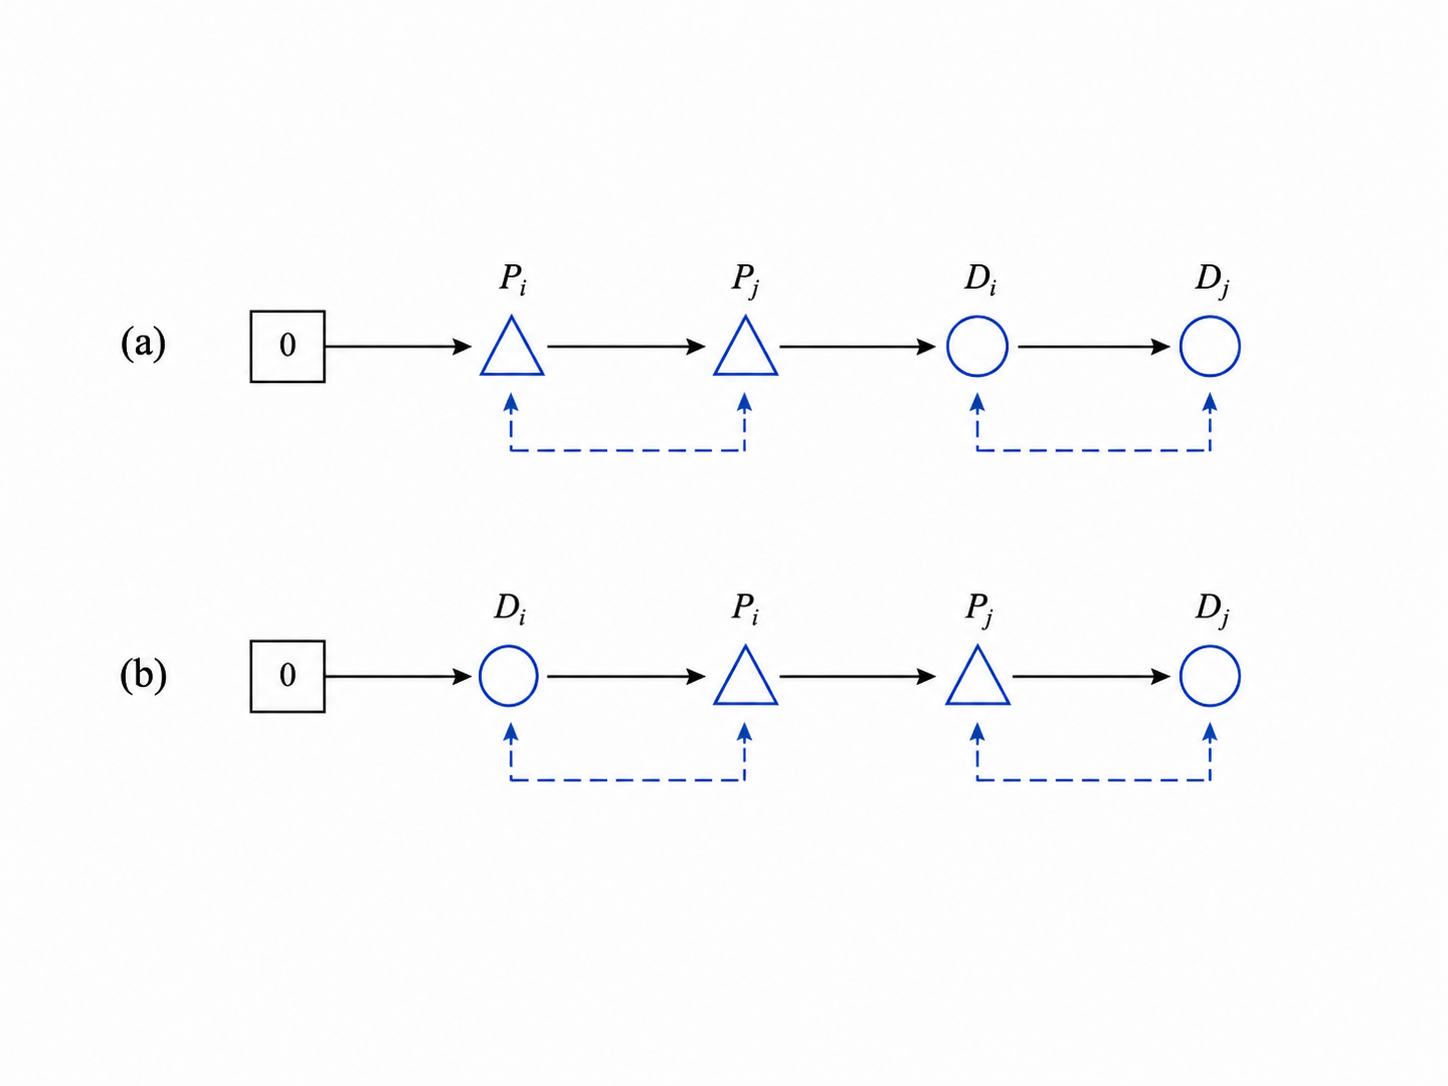 P_i P_j D_i D_j
(a) 0
D_i P_i P_j D_j
(b) 0